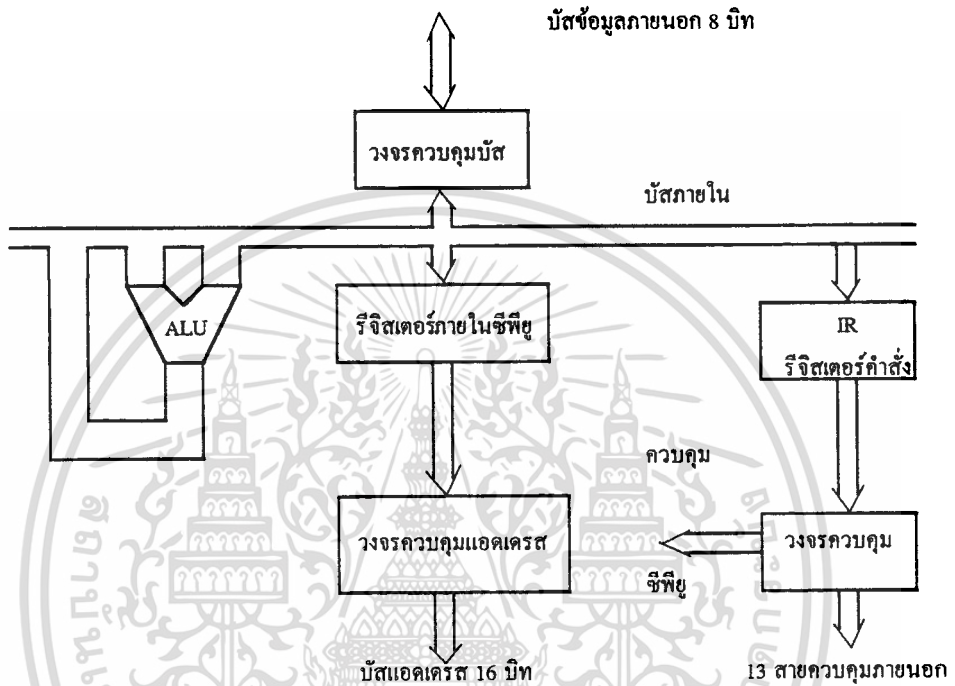 บัสข้อมูลภายนอก 8 บิท
วงจรควบคุมบัส
บัสภายใน
ALU
รีจิสเตอร์ภายในซีพียู
IR
รีจิสเตอร์คำสั่ง
ควบคุม
วงจรควบคุมแอดเดรส
วงจรควบคุม
ซีพียู
บัสแอดเดรส 16 บิท
13 สายควบคุมภายนอก